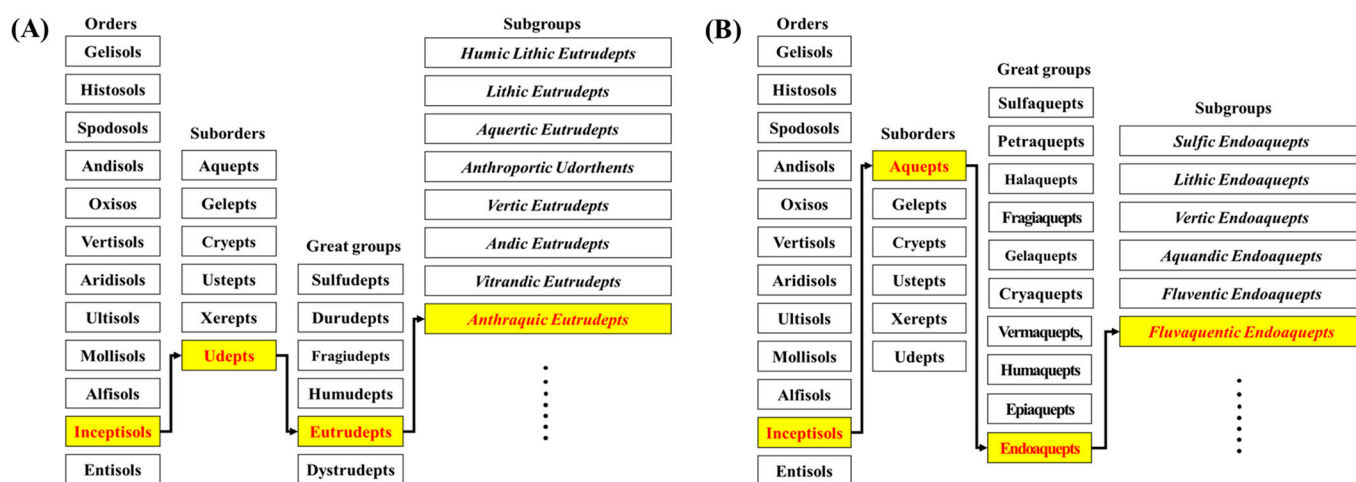 (A)
Orders
Gelisols
Histosols
Spodosols
Andisols
Oxisos
Vertisols
Aridisols
Ultisols
Mollisols
Alfisols
Inceptisols
Entisols
Suborders
Aquepts
Gelepts
Cryepts
Ustepts
Xerepts
Udepts
Great groups
Sulfudepts
Durudepts
Fragiudepts
Humudepts
Eutrudepts
Dystrudepts
Subgroups
Humic Lithic Eutrudepts
Lithic Eutrudepts
Aquertic Eutrudepts
Anthroportic Udorthents
Vertic Eutrudepts
Andic Eutrudepts
Vitrandic Eutrudepts
Anthraquic Eutrudepts
(B)
Orders
Gelisols
Histosols
Spodosols
Andisols
Oxisos
Vertisols
Aridisols
Ultisols
Mollisols
Alfisols
Inceptisols
Entisols
Suborders
Aquepts
Gelepts
Cryepts
Ustepts
Xerepts
Udepts
Great groups
Sulfaquepts
Petraquepts
Halaquepts
Fragiaquepts
Gelaquepts
Cryaquepts
Vermaquepts,
Humaquepts
Epiaquepts
Endoaquepts
Subgroups
Sulfic Endoaquepts
Lithic Endoaquepts
Vertic Endoaquepts
Aquandic Endoaquepts
Fluventic Endoaquepts
Fluvaquentic Endoaquepts